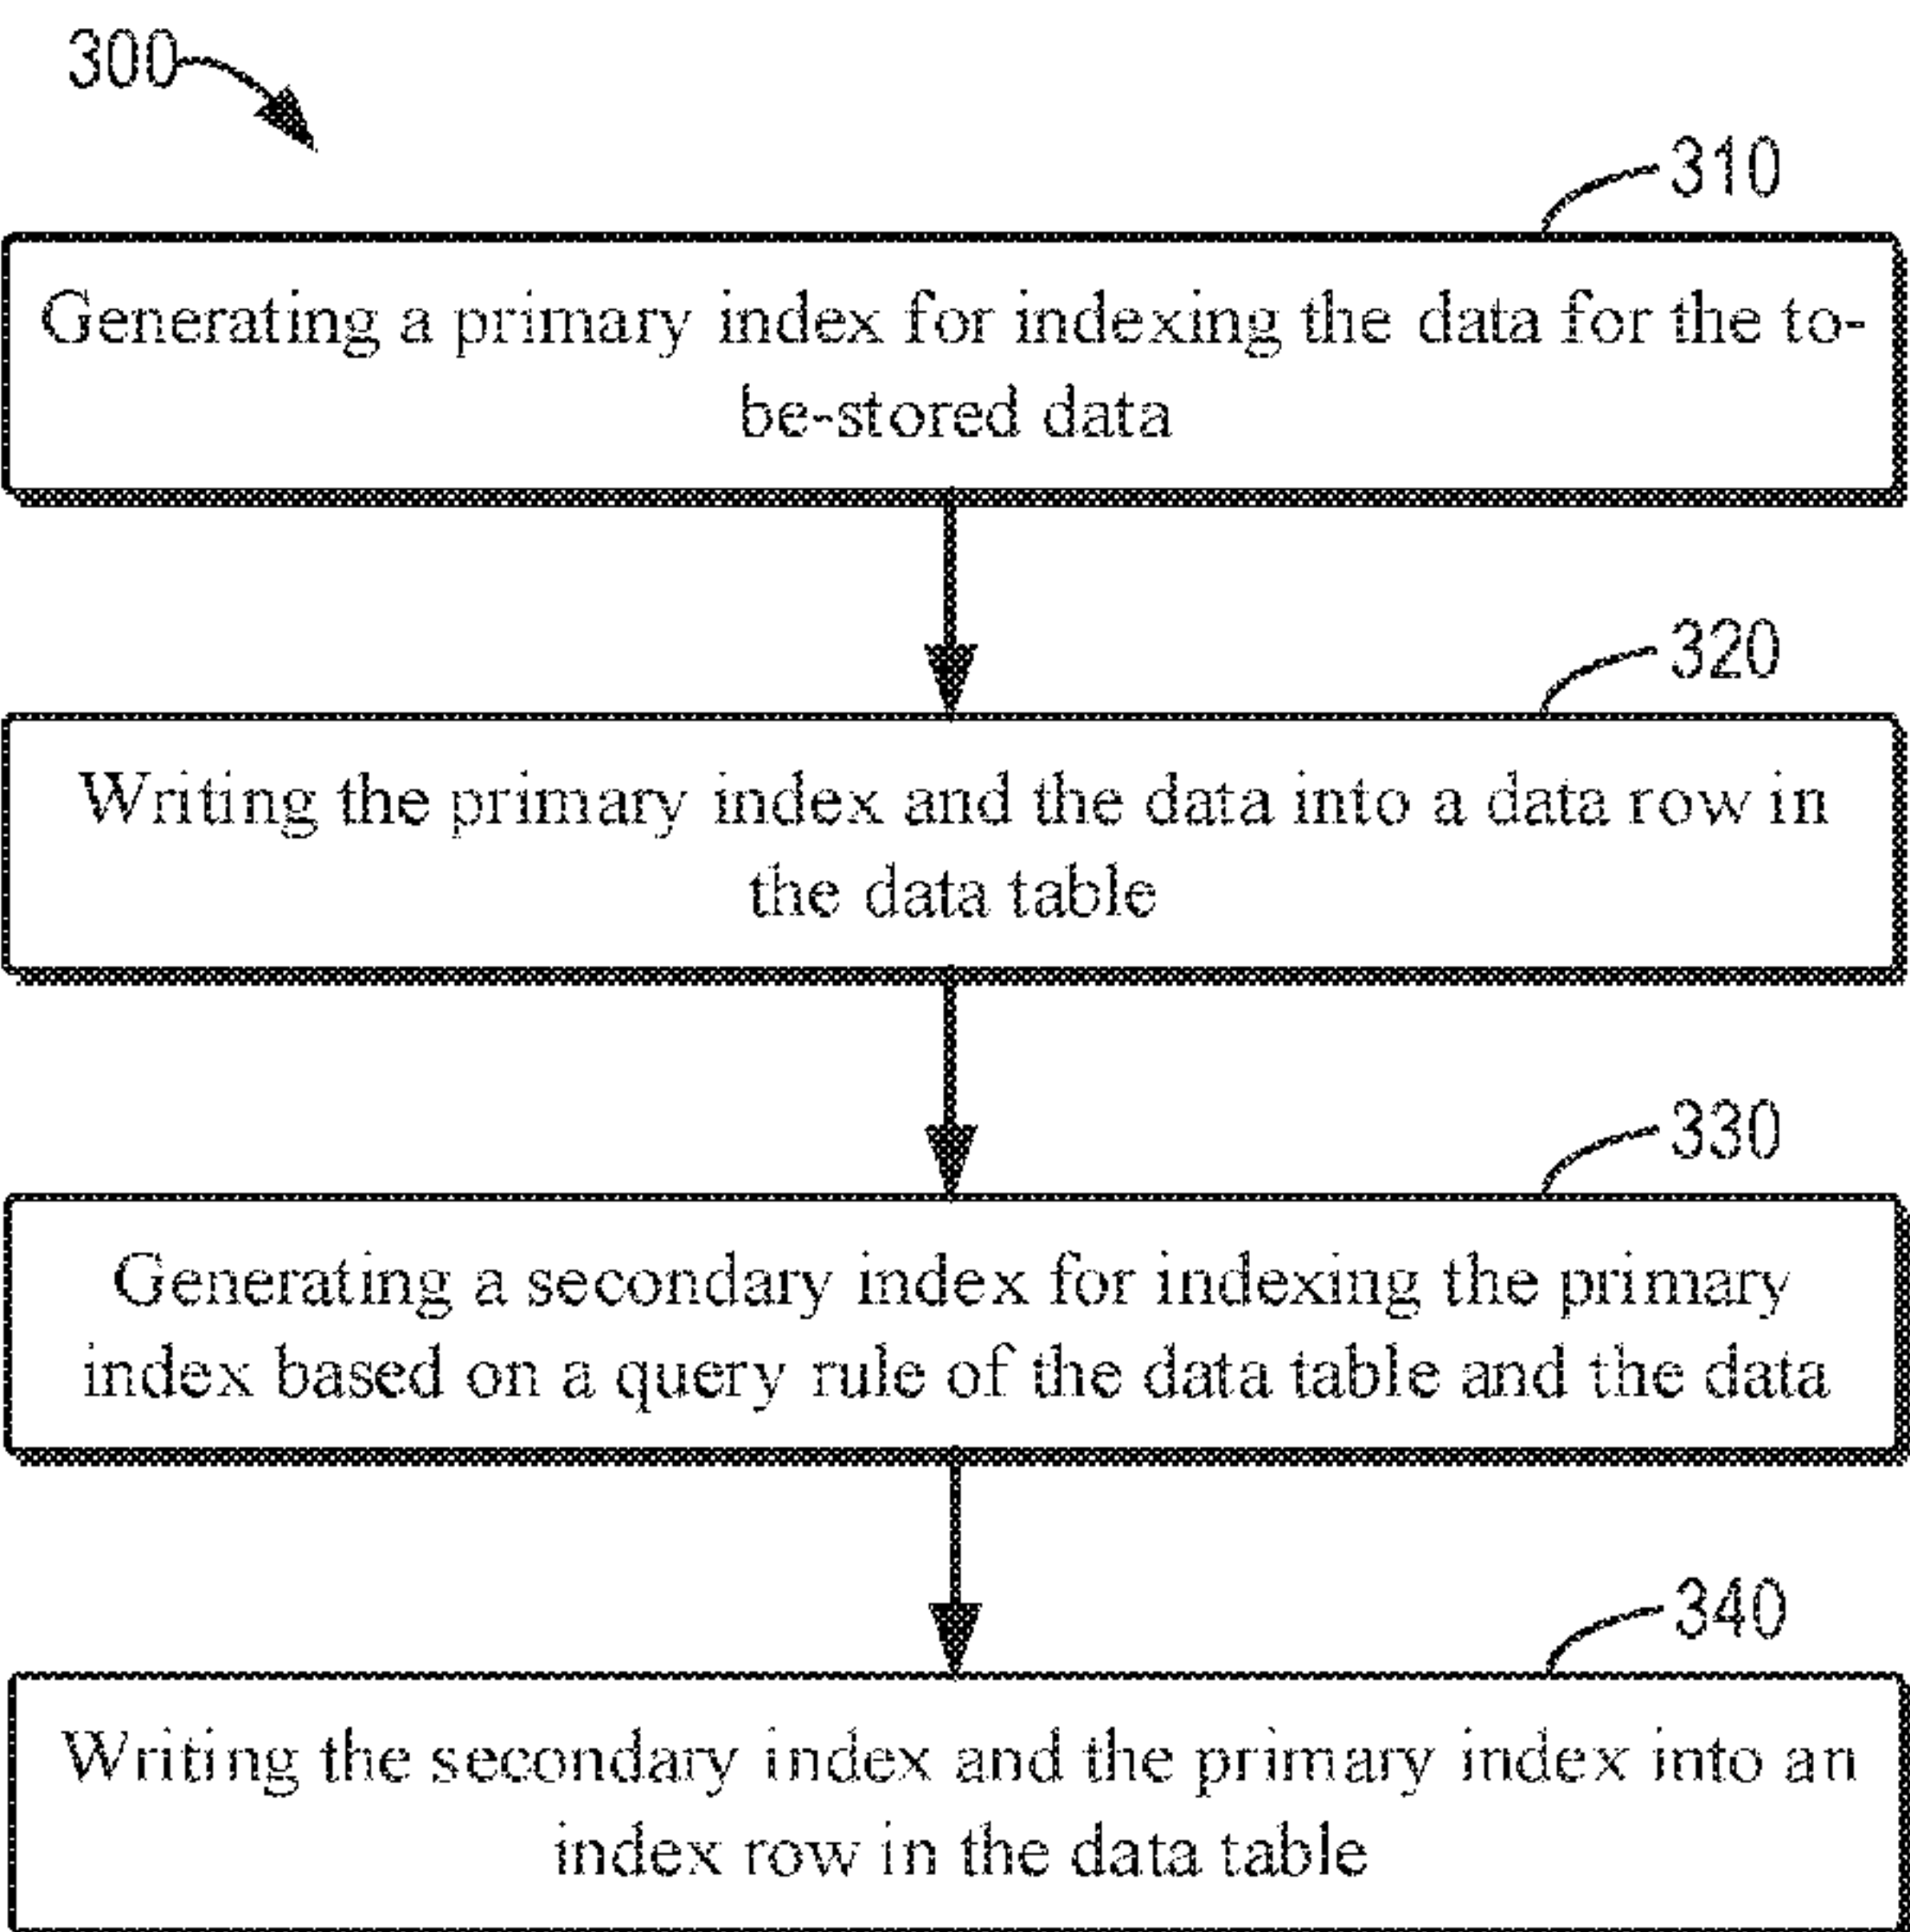 300
310
Generating a primary index for indexing the data for the to-
be-stored data
320
Writing the primary index and the data into a data row in
the data table
330
Generating a secondary index for indexing the primary
index based on a query rule of the data table and the data
340
Writing the secondary index and the primary index into an
index row in the data table